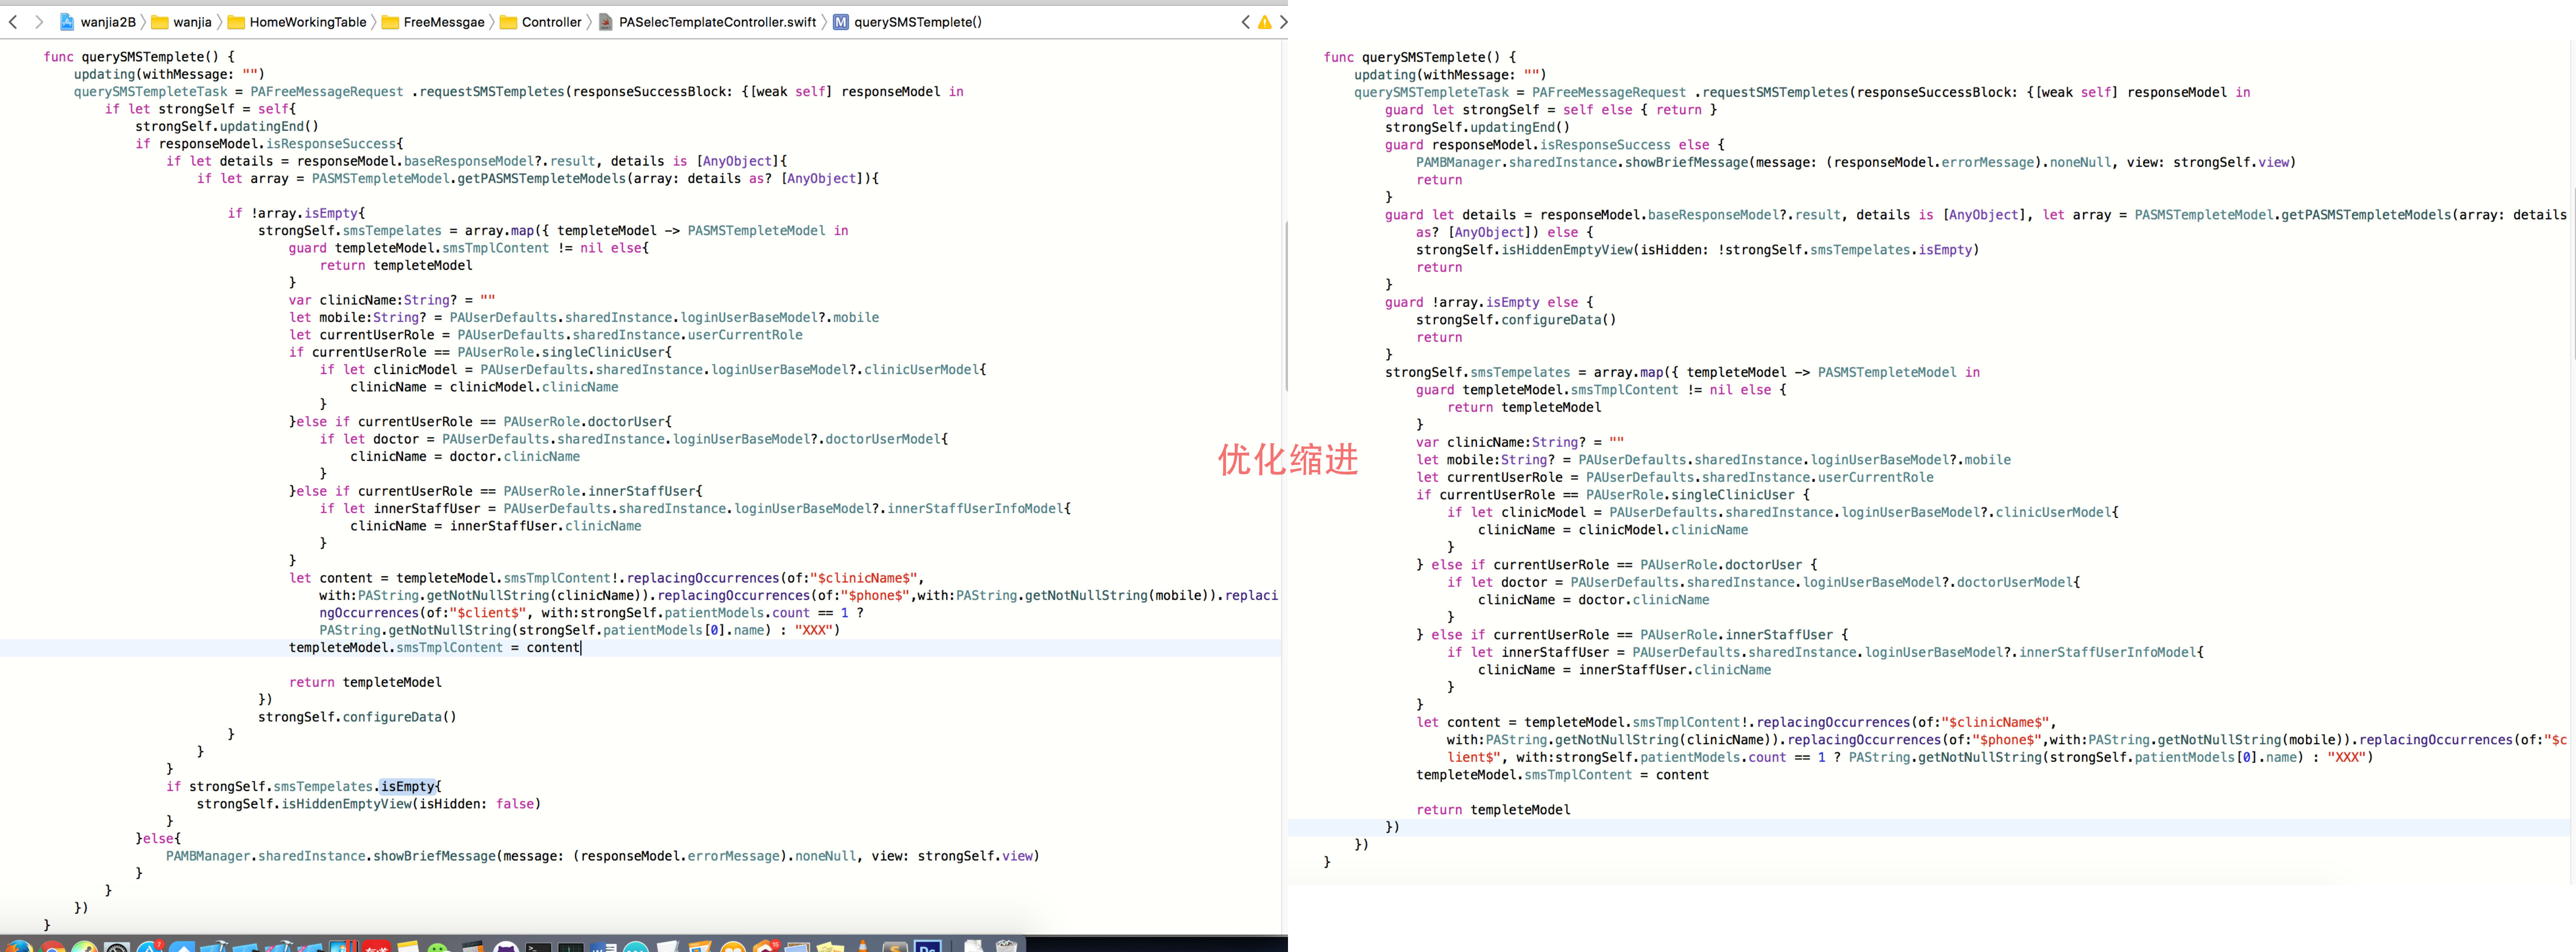 wanjia2B 〉 wanjia 〉 HomeWorkingTable 〉 FreeMessgae 〉 Controller 〉 PASelecTemplateController.swift 〉 M querySMSTemplete()
func querySMSTemplete() {
updating(withMessage: "")
querySMSTempleteTask = PAFreeMessageRequest .requestSMSTempletes(responseSuccessBlock: {[weak self] responseModel in
if let strongSelf = self{
strongSelf.updatingEnd()
if responseModel.isResponseSuccess{
if let details = responseModel.baseResponseModel?.result, details is [AnyObject]{
if let array = PASMSTempleteModel.getPASMSTempleteModels(array: details as? [AnyObject]){
if !array.isEmpty{
strongSelf.smsTempelates = array.map({ templeteModel -> PASMSTempleteModel in
guard templeteModel.smsTmplContent != nil else{
return templeteModel
}
var clinicName:String? = ""
let mobile:String? = PAUserDefaults.sharedInstance.loginUserBaseModel?.mobile
let currentUserRole = PAUserDefaults.sharedInstance.userCurrentRole
if currentUserRole == PAUserRole.singleClinicUser{
if let clinicModel = PAUserDefaults.sharedInstance.loginUserBaseModel?.clinicUserModel{
clinicName = clinicModel.clinicName
}
}else if currentUserRole == PAUserRole.doctorUser{
if let doctor = PAUserDefaults.sharedInstance.loginUserBaseModel?.doctorUserModel{
clinicName = doctor.clinicName
}
}else if currentUserRole == PAUserRole.innerStaffUser{
if let innerStaffUser = PAUserDefaults.sharedInstance.loginUserBaseModel?.innerStaffUserInfoModel{
clinicName = innerStaffUser.clinicName
}
}
let content = templeteModel.smsTmplContent!.replacingOccurrences(of:"$clinicName$",
with:PAString.getNotNullString(clinicName)).replacingOccurrences(of:"$phone$",with:PAString.getNotNullString(mobile)).replaci
ngOccurrences(of:"$client$", with:strongSelf.patientModels.count == 1 ?
PAString.getNotNullString(strongSelf.patientModels[0].name) : "XXX")
templeteModel.smsTmplContent = content
return templeteModel
})
strongSelf.configureData()
}
}
}
if strongSelf.smsTempelates.isEmpty{
strongSelf.isHiddenEmptyView(isHidden: false)
}
}else{
PAMBManager.sharedInstance.showBriefMessage(message: (responseModel.errorMessage).noneNull, view: strongSelf.view)
}
}
})
}
优化缩进
func querySMSTemplete() {
updating(withMessage: "")
querySMSTempleteTask = PAFreeMessageRequest .requestSMSTempletes(responseSuccessBlock: {[weak self] responseModel in
guard let strongSelf = self else { return }
strongSelf.updatingEnd()
guard responseModel.isResponseSuccess else {
PAMBManager.sharedInstance.showBriefMessage(message: (responseModel.errorMessage).noneNull, view: strongSelf.view)
return
}
guard let details = responseModel.baseResponseModel?.result, details is [AnyObject], let array = PASMSTempleteModel.getPASMSTempleteModels(array: details
as? [AnyObject]) else {
strongSelf.isHiddenEmptyView(isHidden: !strongSelf.smsTempelates.isEmpty)
return
}
guard !array.isEmpty else {
strongSelf.configureData()
return
}
strongSelf.smsTempelates = array.map({ templeteModel -> PASMSTempleteModel in
guard templeteModel.smsTmplContent != nil else {
return templeteModel
}
var clinicName:String? = ""
let mobile:String? = PAUserDefaults.sharedInstance.loginUserBaseModel?.mobile
let currentUserRole = PAUserDefaults.sharedInstance.userCurrentRole
if currentUserRole == PAUserRole.singleClinicUser {
if let clinicModel = PAUserDefaults.sharedInstance.loginUserBaseModel?.clinicUserModel{
clinicName = clinicModel.clinicName
}
} else if currentUserRole == PAUserRole.doctorUser {
if let doctor = PAUserDefaults.sharedInstance.loginUserBaseModel?.doctorUserModel{
clinicName = doctor.clinicName
}
} else if currentUserRole == PAUserRole.innerStaffUser {
if let innerStaffUser = PAUserDefaults.sharedInstance.loginUserBaseModel?.innerStaffUserInfoModel{
clinicName = innerStaffUser.clinicName
}
}
let content = templeteModel.smsTmplContent!.replacingOccurrences(of:"$clinicName$",
with:PAString.getNotNullString(clinicName)).replacingOccurrences(of:"$phone$",with:PAString.getNotNullString(mobile)).replacingOccurrences(of:"$c
lient$", with:strongSelf.patientModels.count == 1 ? PAString.getNotNullString(strongSelf.patientModels[0].name) : "XXX")
templeteModel.smsTmplContent = content
return templeteModel
})
})
}